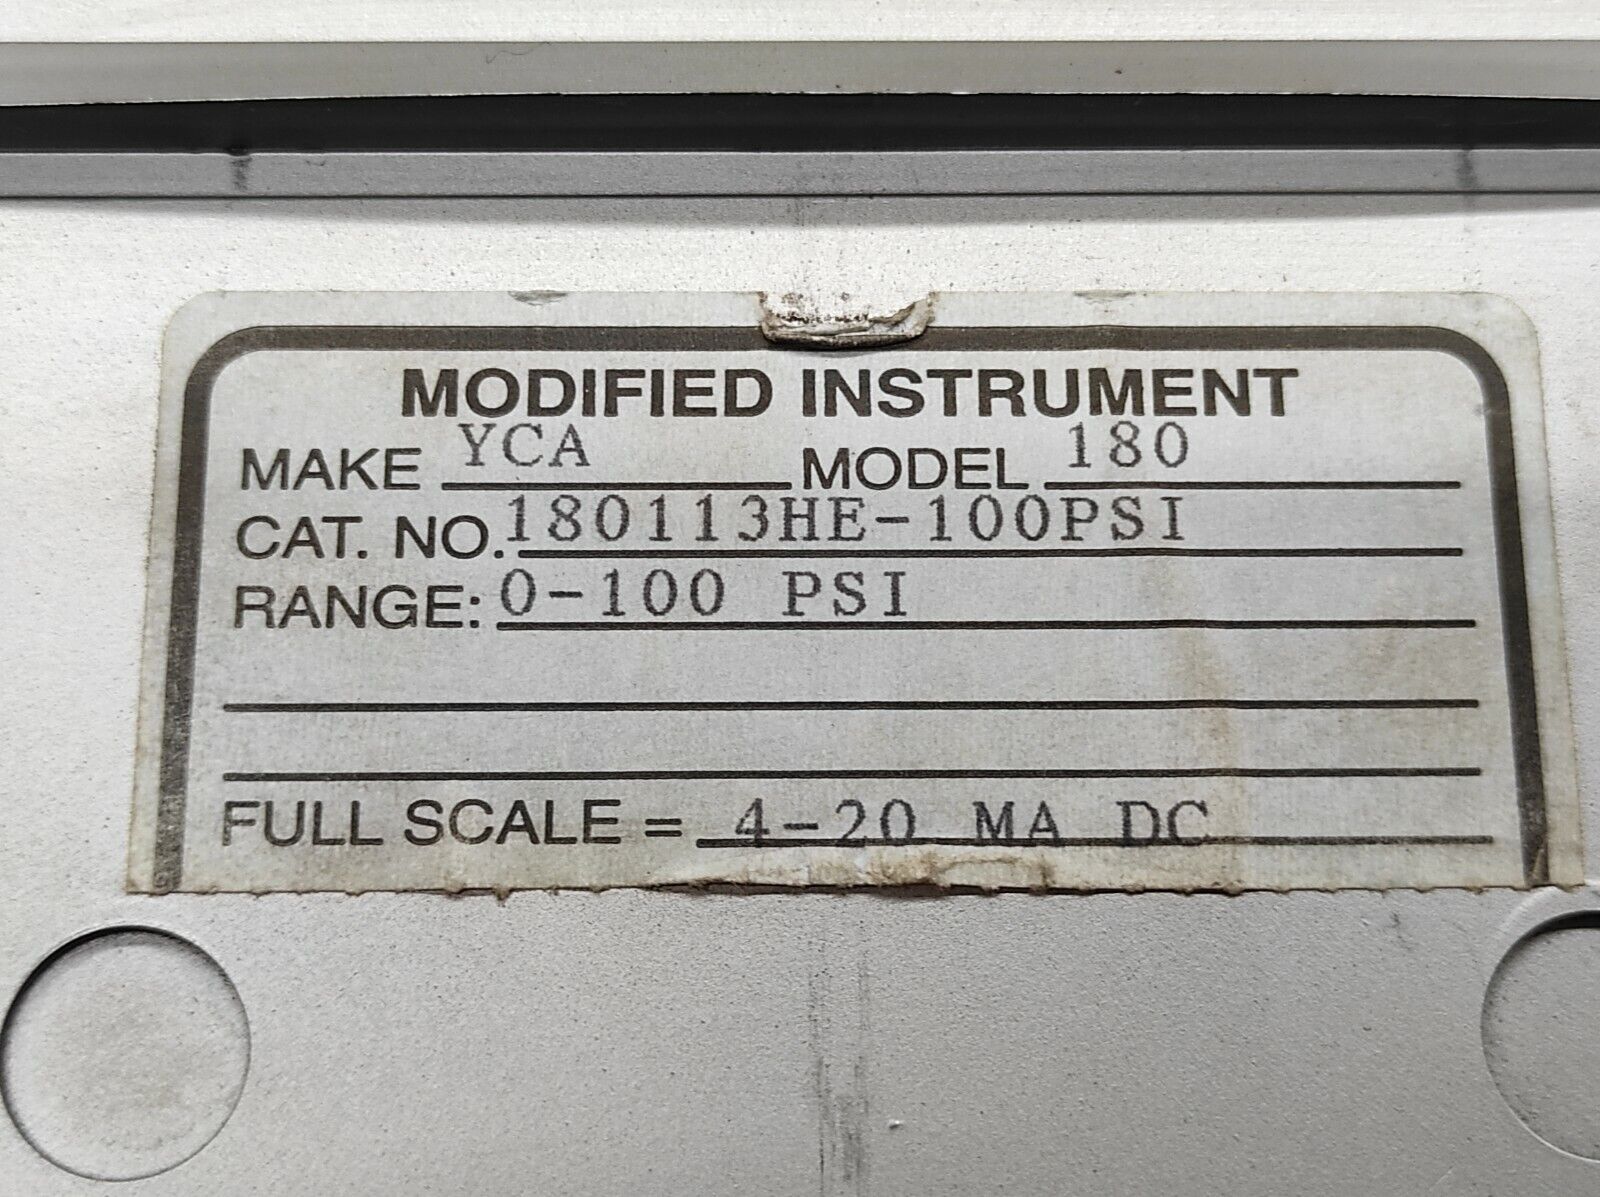 MODIFIED INSTRUMENT
MAKE YCA MODEL 180
CAT. NO. 180113HE-100PSI
RANGE: 0-100 PSI
FULL SCALE = 4-20 MA DC